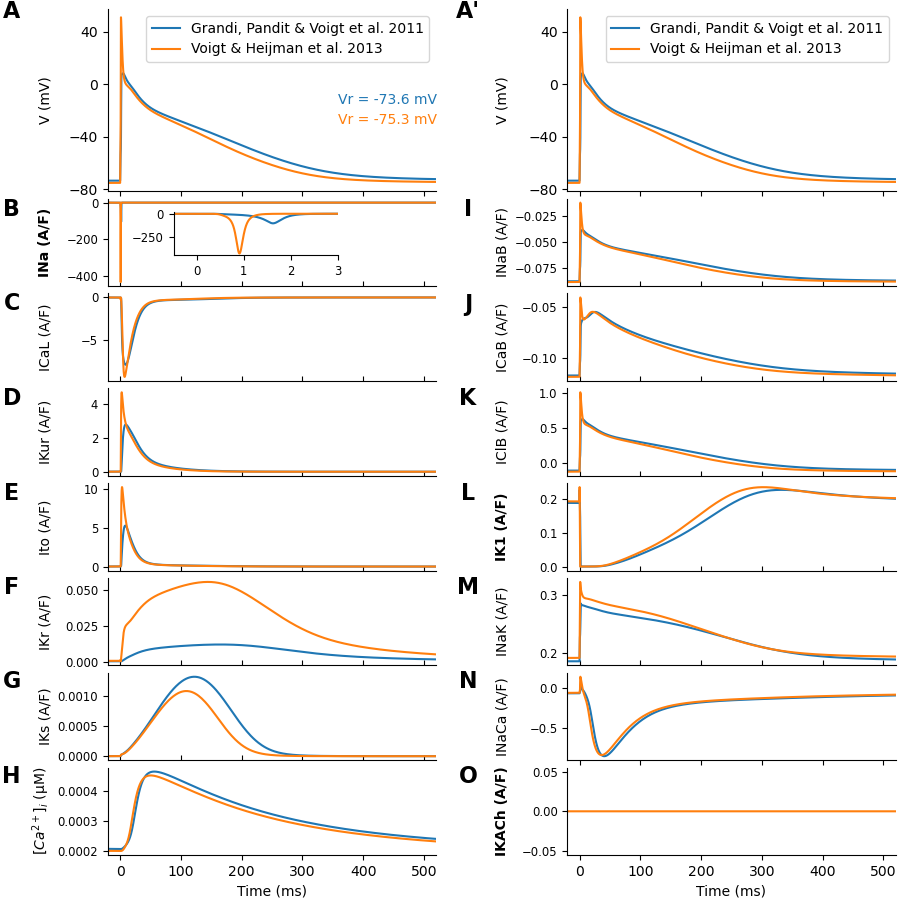 A
Grandi, Pandit & Voigt et al. 2011
Voigt & Heijman et al. 2013
Vr = -73.6 mV
Vr = -75.3 mV
V (mV)
40
0
−40
−80
B
INa (A/F)
0
−200
−400
0
−250
0 1 2 3
C
ICaL (A/F)
0
−5
D
IKur (A/F)
4
2
0
E
Ito (A/F)
10
5
0
F
IKr (A/F)
0.050
0.025
0.000
G
IKs (A/F)
0.0010
0.0005
0.0000
H
[Ca²⁺]ᵢ (μM)
0.0004
0.0003
0.0002
0 100 200 300 400 500
Time (ms)
A'
Grandi, Pandit & Voigt et al. 2011
Voigt & Heijman et al. 2013
V (mV)
40
0
−40
−80
I
INaB (A/F)
−0.025
−0.050
−0.075
J
ICaB (A/F)
−0.05
−0.10
K
IClB (A/F)
1.0
0.5
0.0
L
IK1 (A/F)
0.2
0.1
0.0
M
INaK (A/F)
0.3
0.2
N
INaCa (A/F)
0.0
−0.5
O
IKACh (A/F)
0.05
0.00
−0.05
0 100 200 300 400 500
Time (ms)